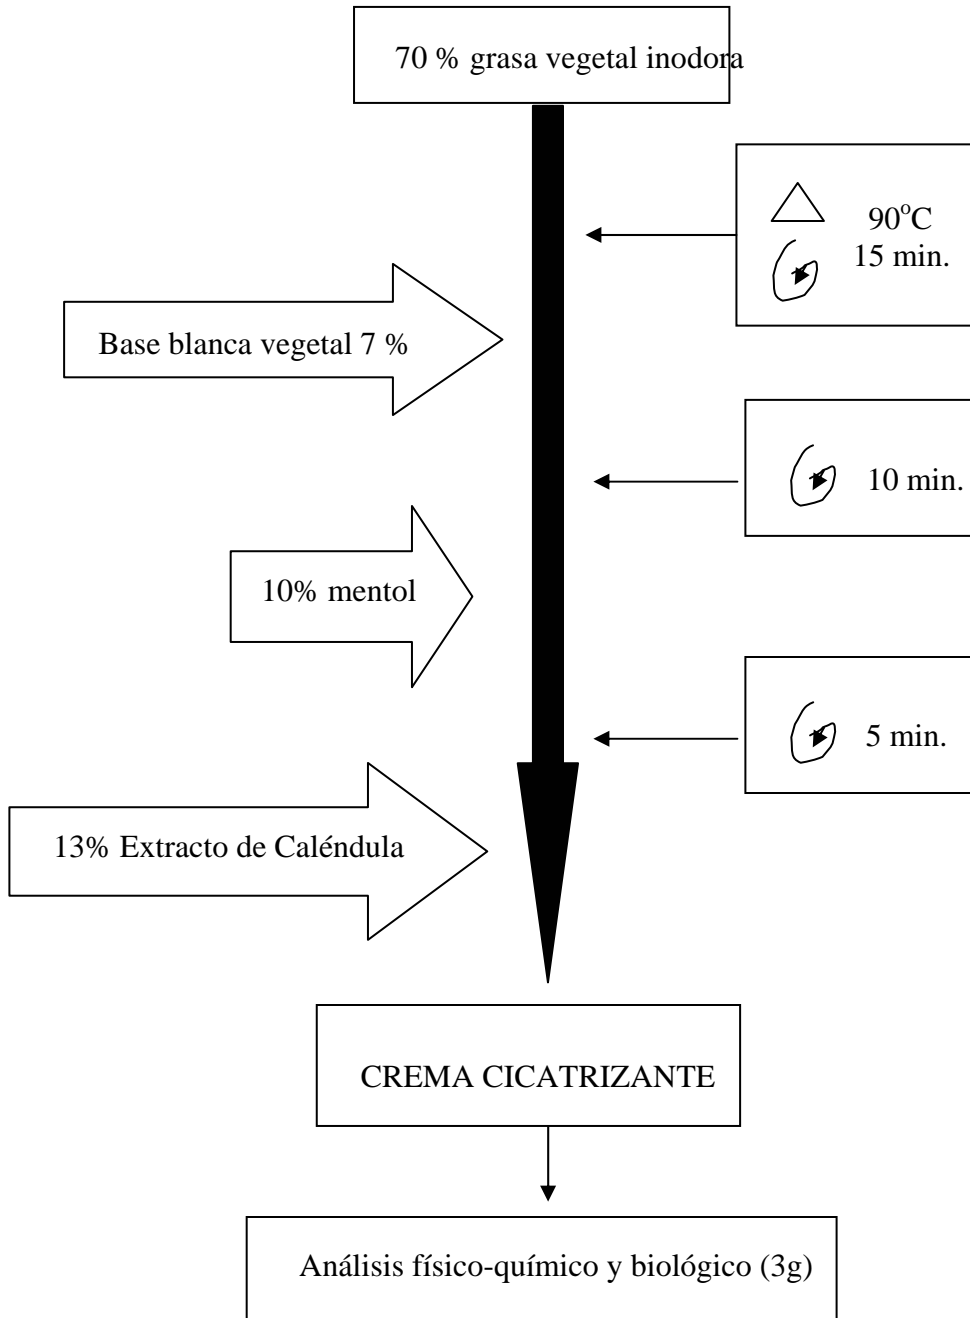 70 % grasa vegetal inodora
90°C
15 min.
Base blanca vegetal 7 %
10 min.
10% mentol
5 min.
13% Extracto de Caléndula
CREMA CICATRIZANTE
Análisis físico-químico y biológico (3g)